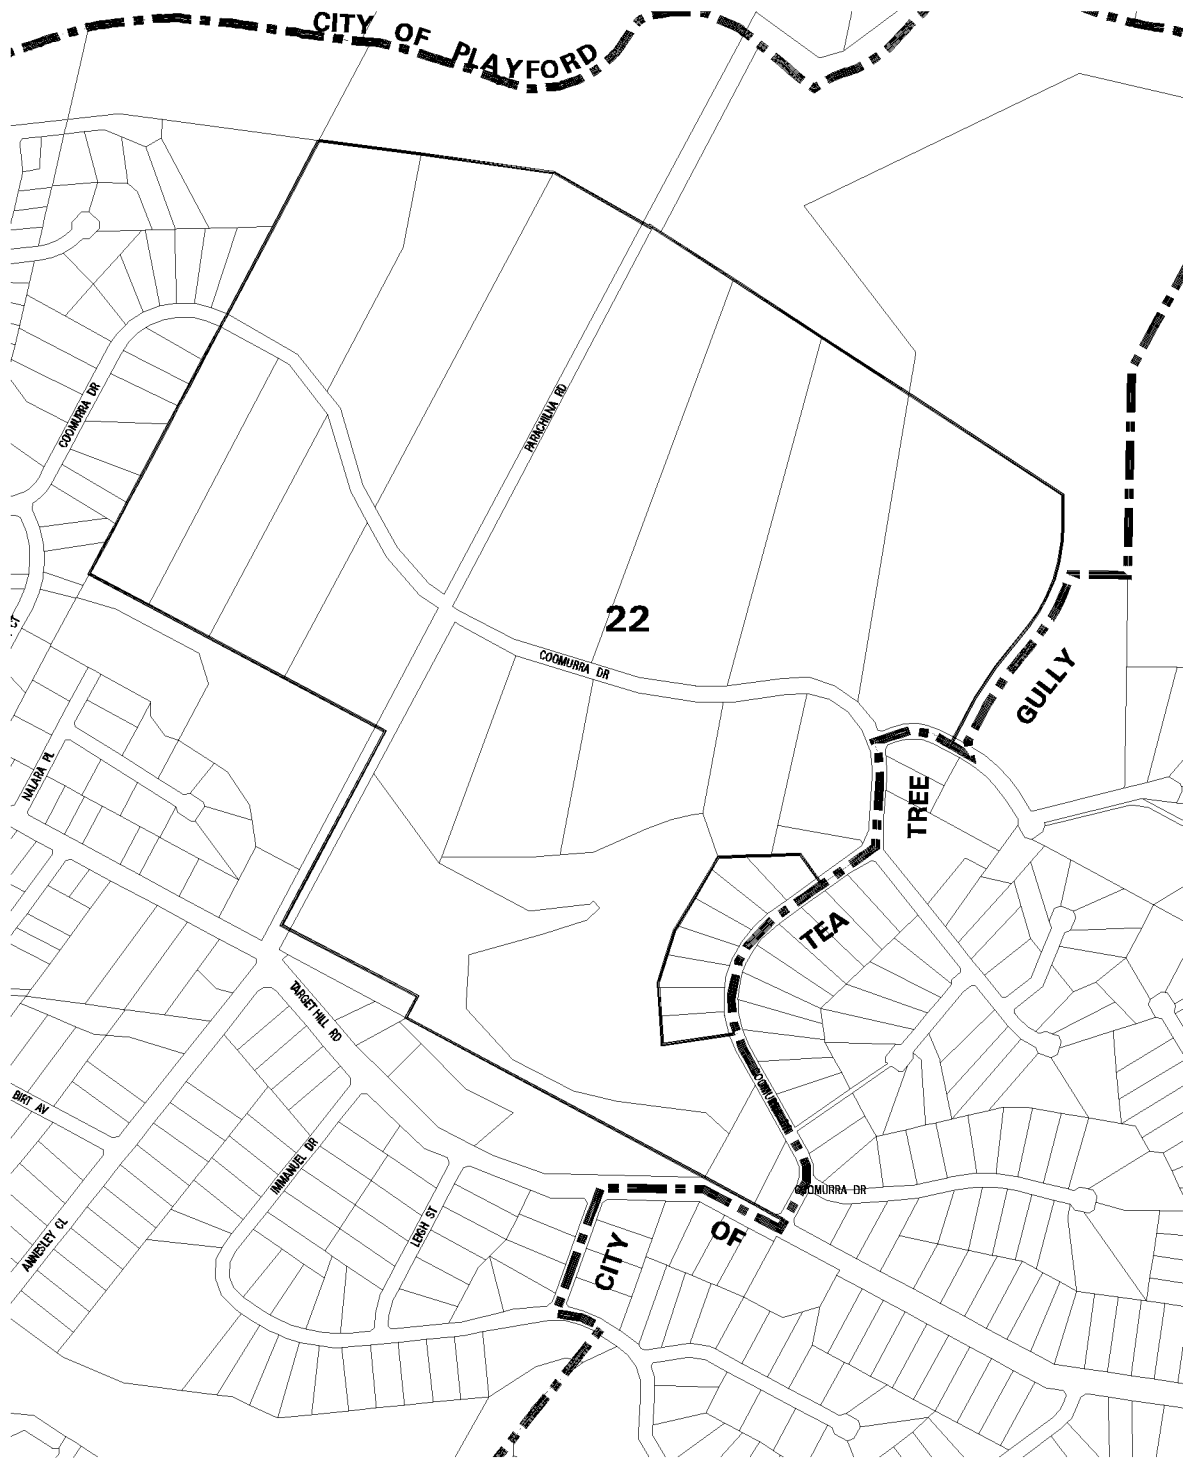 CITY OF PLAYFORD
COOMURRA DR
PARACHILNA RD
22
COOMURRA DR
GULLY
NALARA PL
TREE
TEA
TARGET HILL RD
BIRT AV
IMMANUEL DR
COOMURRA DR
LEIGH ST
ANNESLEY CL
OF
CITY